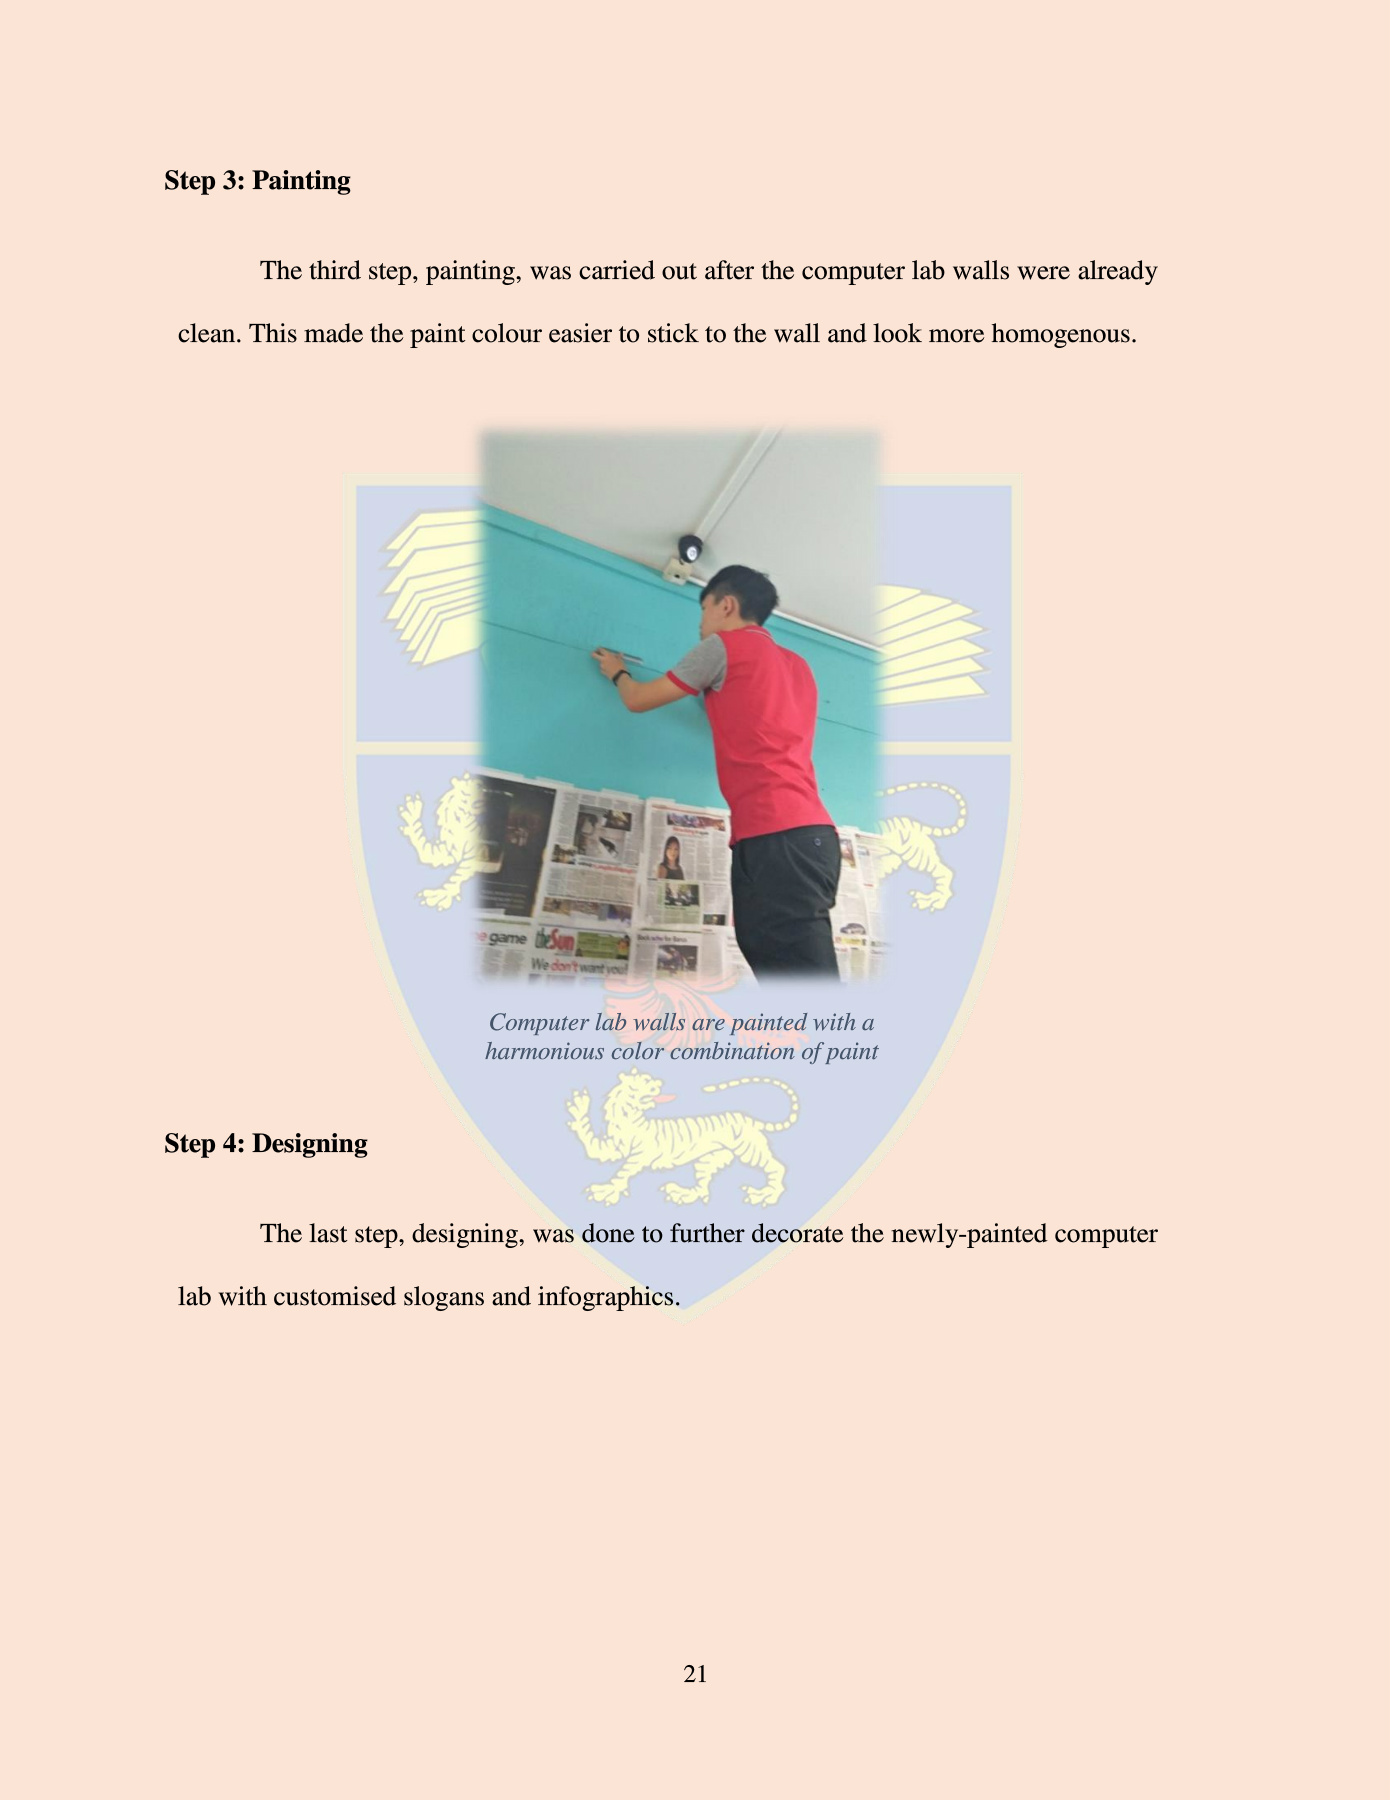 Step 3: Painting
The third step, painting, was carried out after the computer lab walls were already
clean. This made the paint colour easier to stick to the wall and look more homogenous.
game
theSun
We don't want you!
Computer lab walls are painted with a
harmonious color combination of paint
Step 4: Designing
The last step, designing, was done to further decorate the newly-painted computer
lab with customised slogans and infographics.
21